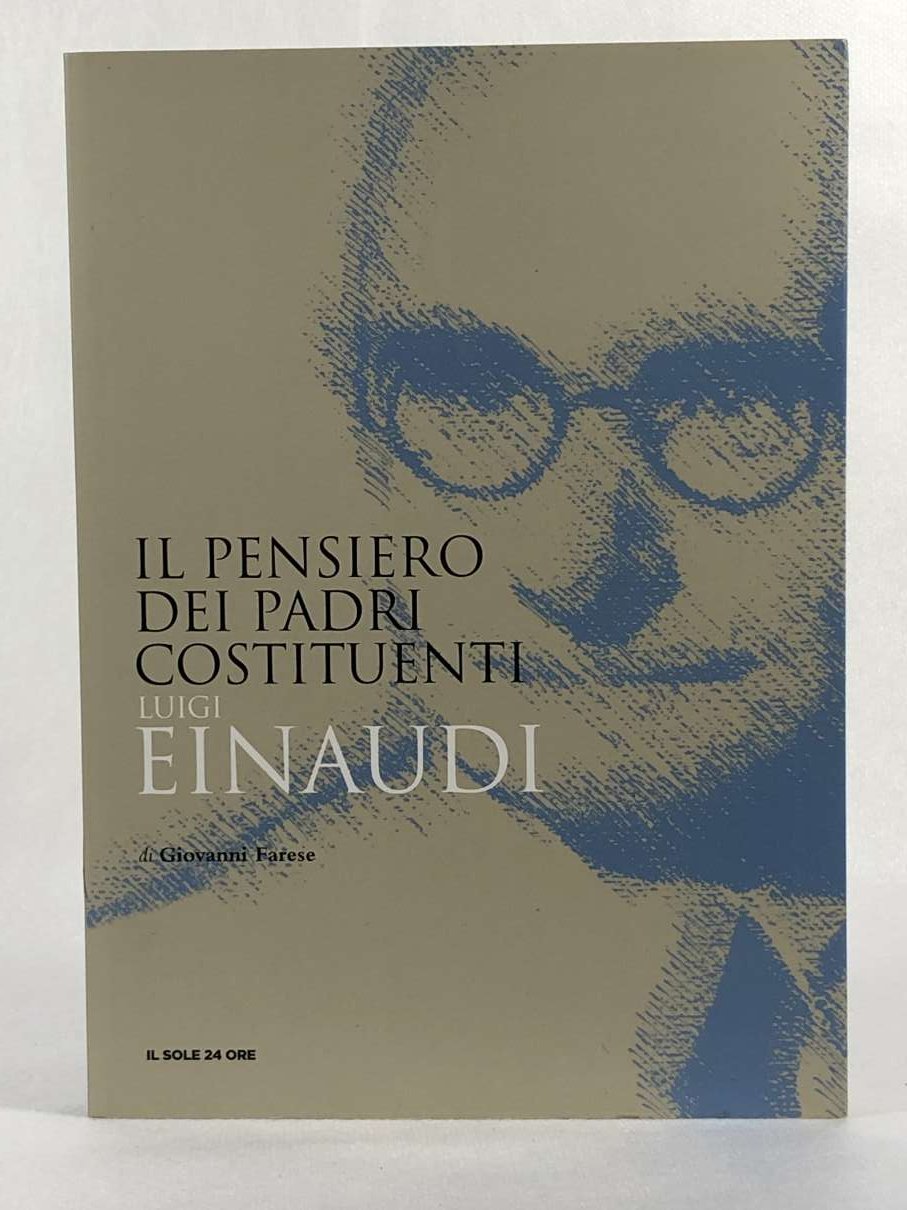 IL PENSIERO
DEI PADRI
COSTITUENTI
LUIGI
EINAUDI
di Giovanni Farese
IL SOLE 24 ORE